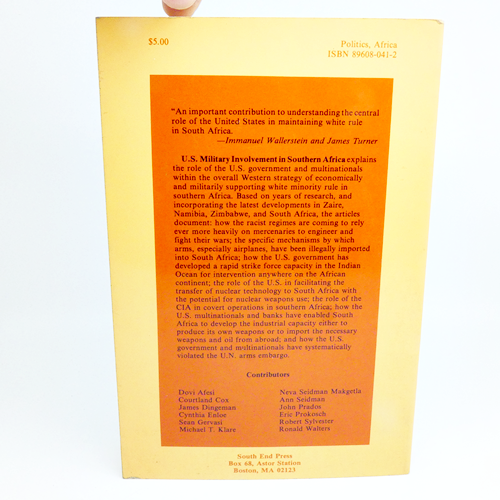 $5.00
Politics, Africa
ISBN 89608-041-2
"An important contribution to understanding the central
role of the United States in maintaining white rule
in South Africa.
—Immanuel Wallerstein and James Turner
U.S. Military Involvement in Southern Africa explains
the role of the U.S. government and multinationals
within the overall Western strategy of economically
and militarily supporting white minority rule in
southern Africa. Based on years of research, and
incorporating the latest developments in Zaire,
Namibia, Zimbabwe, and South Africa, the articles
document: how the racist regimes are coming to rely
ever more heavily on mercenaries to engineer and
fight their wars; the specific mechanisms by which
arms, especially airplanes, have been illegally imported
into South Africa; how the U.S. government has
developed a rapid strike force capacity in the Indian
Ocean for intervention anywhere on the African
continent; the role of the U.S. in facilitating the
transfer of nuclear technology to South Africa with
the potential for nuclear weapons use; the role of the
CIA in covert operations in southern Africa; how the
U.S. multinationals and banks have enabled South
Africa to develop the industrial capacity either to
produce its own weapons or to import the necessary
weapons and oil from abroad; and how the U.S.
government and multinationals have systematically
violated the U.N. arms embargo.
Contributors
Dovi Afesi
Courtland Cox
James Dingeman
Cynthia Enloe
Sean Gervasi
Michael T. Klare
Neva Seidman Makgetla
Ann Seidman
John Prados
Eric Prokosch
Robert Sylvester
Ronald Walters
South End Press
Box 68, Astor Station
Boston, MA 02123